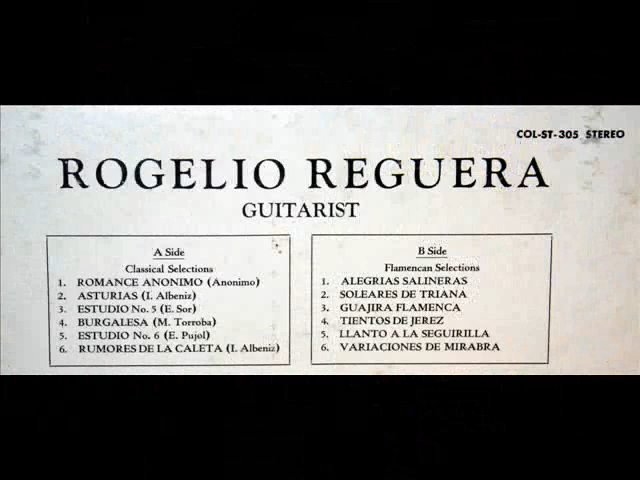 COL-ST-305 STEREO
ROGELIO REGUERA
GUITARIST
A Side
Classical Selections
1. ROMANCE ANONIMO (Anonimo)
2. ASTURIAS (I. Albeniz)
3. ESTUDIO No. 5 (E. Sor)
4. BURGALESA (M. Torroba)
5. ESTUDIO No. 6 (E. Pujol)
6. RUMORES DE LA CALETA (I. Albeniz)
B Side
Flamencan Selections
1. ALEGRIAS SALINERAS
2. SOLEARES DE TRIANA
3. GUAJIRA FLAMENCA
4. TIENTOS DE JEREZ
5. LLANTO A LA SEGUIRILLA
6. VARIACIONES DE MIRABRA